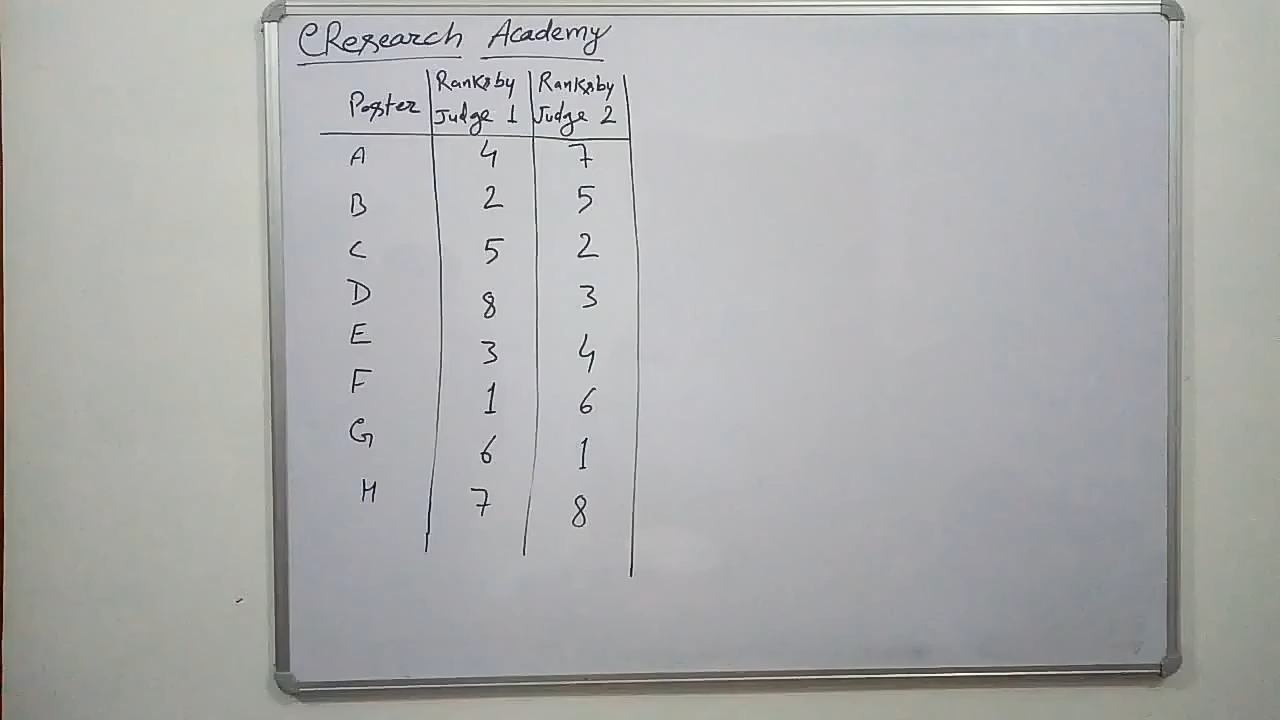 eResearch Academy
Poster Ranks by Judge 1 Ranks by Judge 2
A 4 7
B 2 5
C 5 2
D 8 3
E 3 4
F 1 6
G 6 1
H 7 8